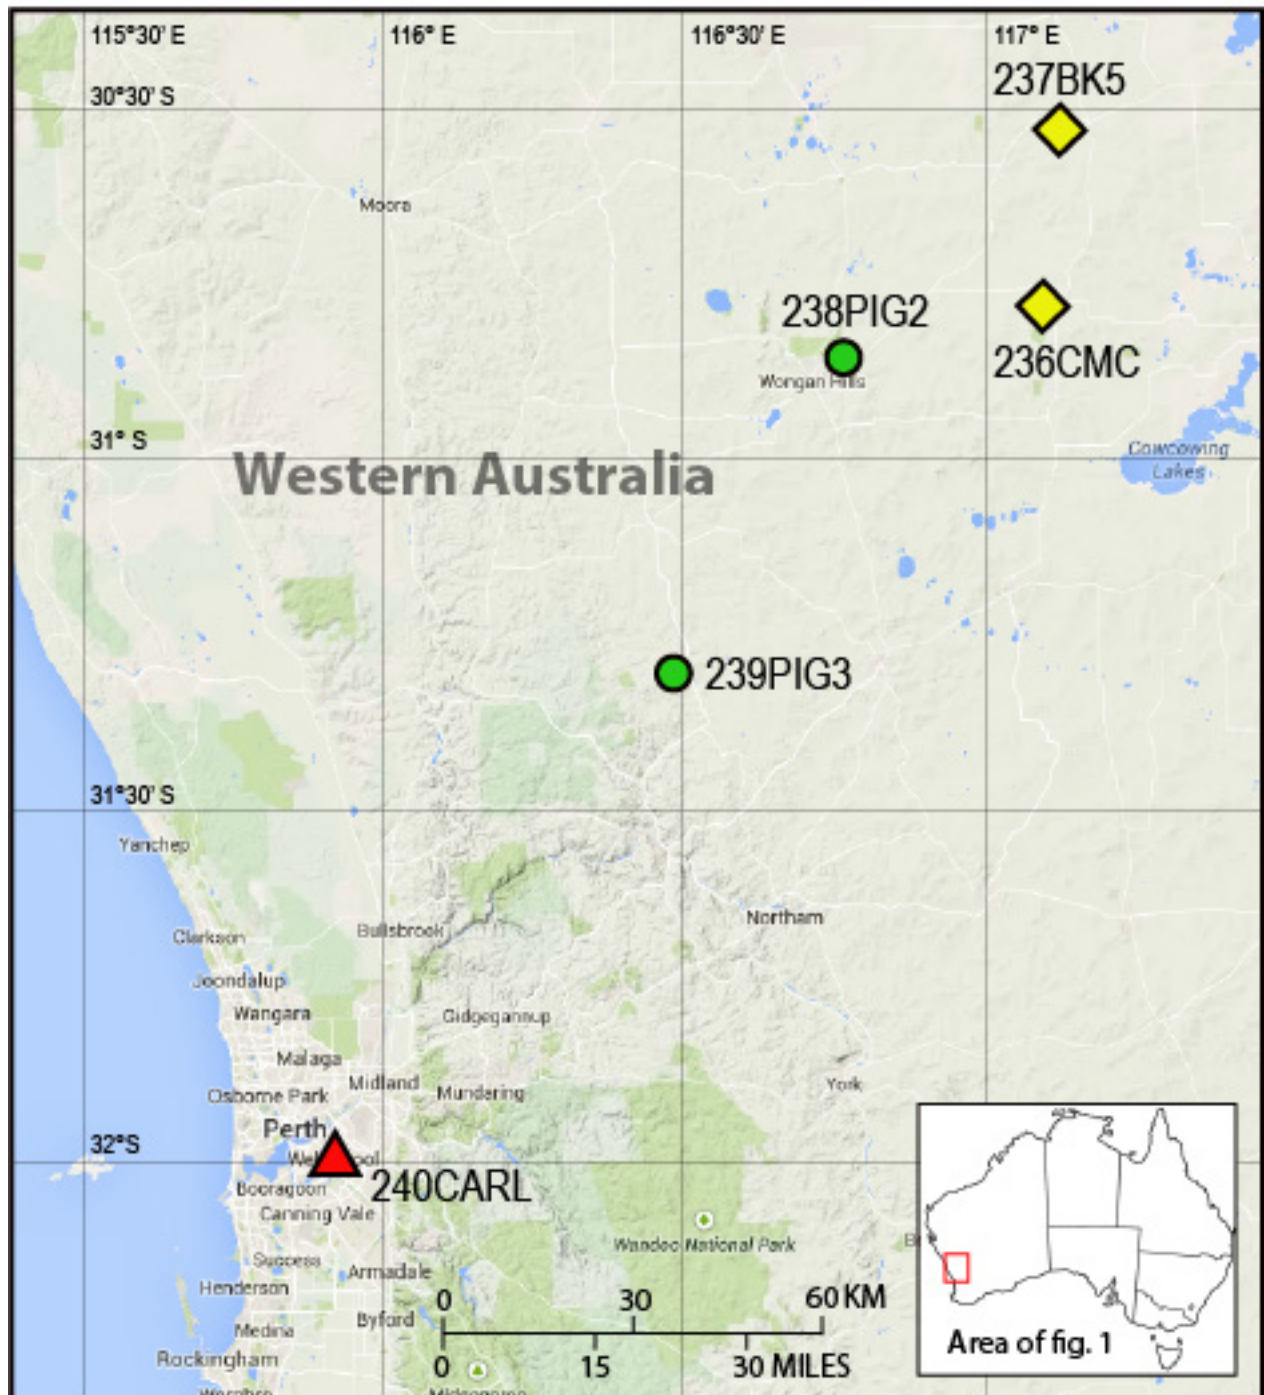 115°30' E
116° E
116°30' E
117° E
237BK5
30°30' S
Moora
238PIG2
236CMC
Wongan Hills
31° S
Western Australia
Cowcowing
Lakes
239PIG3
31°30' S
Yanchep
Northam
Bullsbrook
Clarkson
Joondalup
Wangara
Gidgegannup
Malaga
Midland
York
Osborne Park
Mundaring
Perth
32°S
240CARL
Booragoon
Canning Vale
Wandoo National Park
Success
Armadale
Henderson
0 30 60 KM
Byford
Medina
Area of fig. 1
Rockingham
0 15 30 MILES